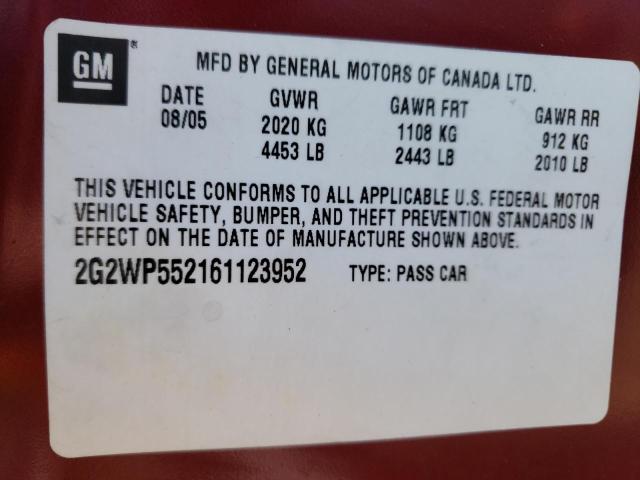 GM ®
MFD BY GENERAL MOTORS OF CANADA LTD.
DATE GVWR GAWR FRT GAWR RR
08/05 2020 KG 1108 KG 912 KG
4453 LB 2443 LB 2010 LB
THIS VEHICLE CONFORMS TO ALL APPLICABLE U.S. FEDERAL MOTOR
VEHICLE SAFETY, BUMPER, AND THEFT PREVENTION STANDARDS IN
EFFECT ON THE DATE OF MANUFACTURE SHOWN ABOVE.
2G2WP552161123952 TYPE: PASS CAR